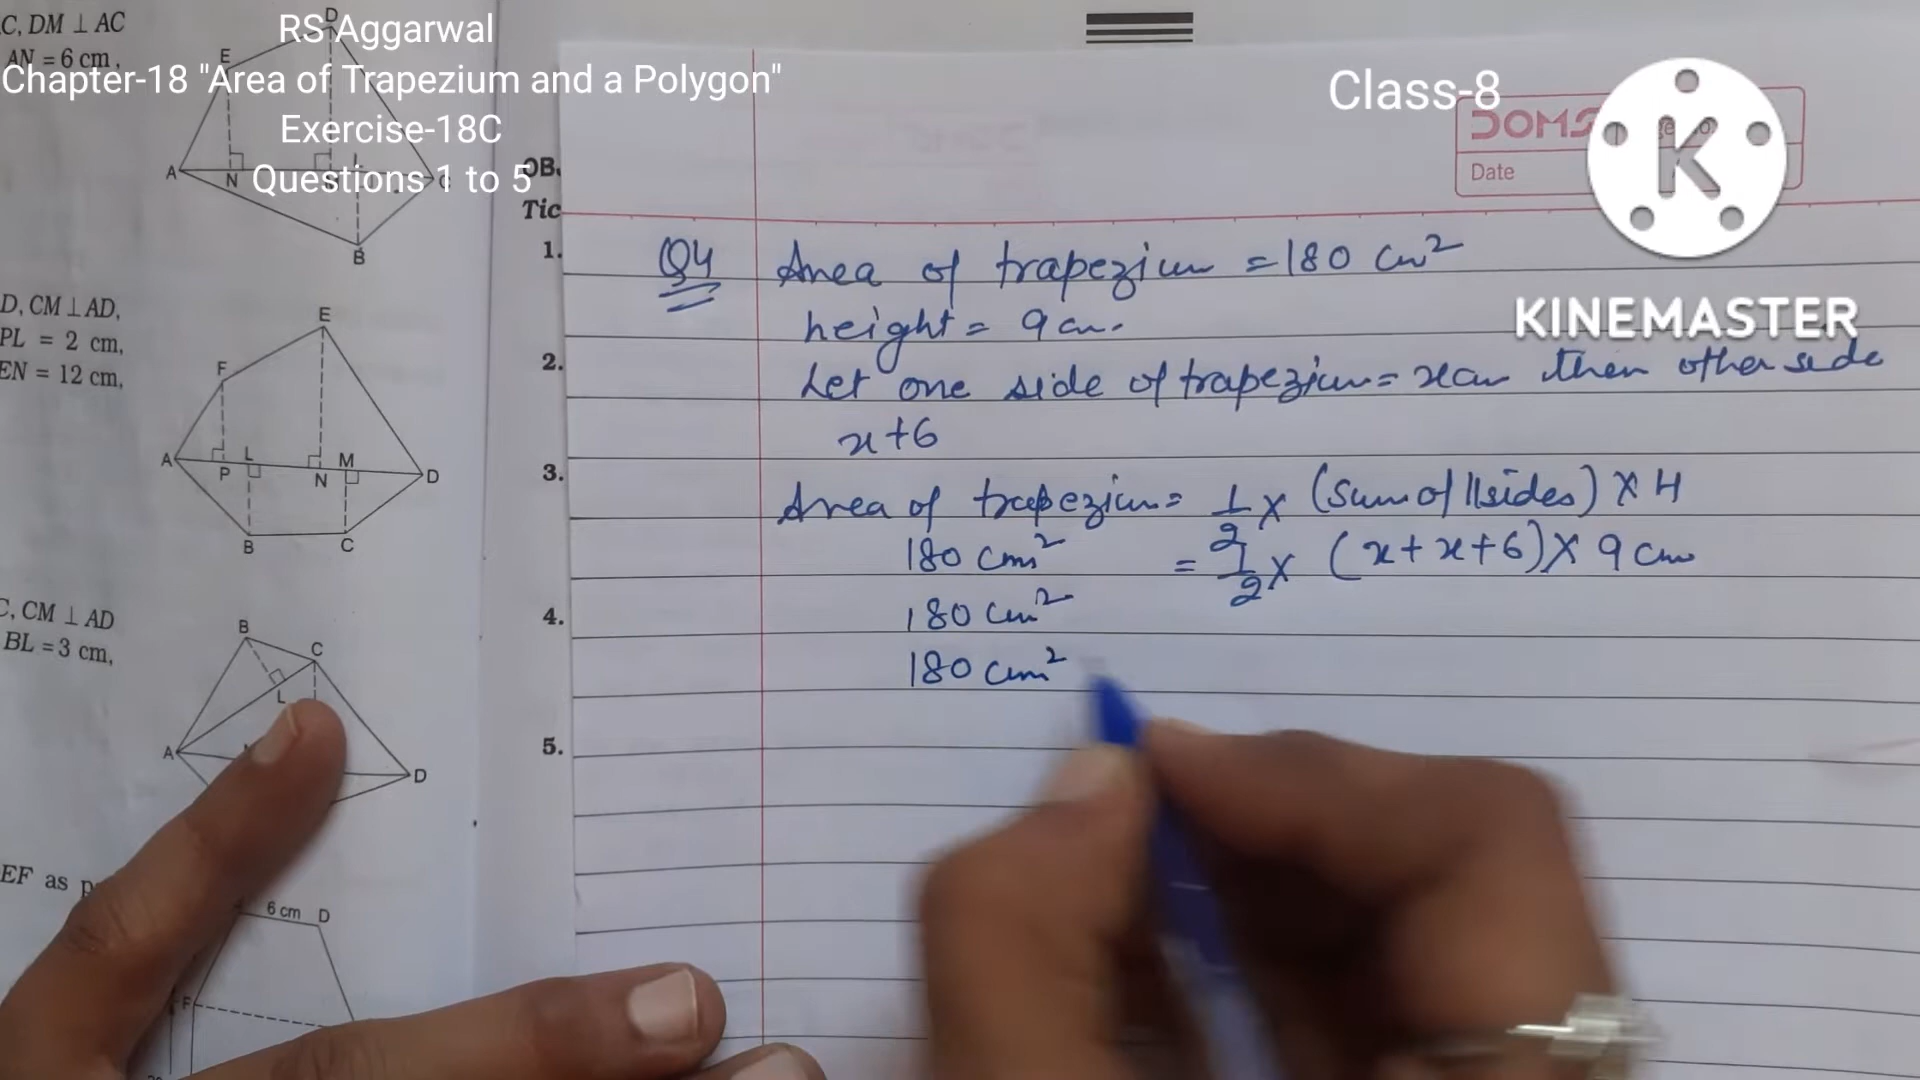 RS Aggarwal
Chapter-18 "Area of Trapezium and a Polygon"
Exercise-18C
Questions 1 to 5
Class-8
KINEMASTER
DOMS
Date
C, DM ⊥ AC
AN = 6 cm,
D
E
A
N
C
B
D, CM ⊥ AD,
PL = 2 cm,
EN = 12 cm,
E
F
A
P
L
N
M
D
B
C
C, CM ⊥ AD
BL = 3 cm,
B
C
L
A
D
EF as
6 cm D
F
OB.
Tic
1.
2.
3.
4.
5.
Q4 Area of trapezium = 180 cm²
height = 9 cm.
Let one side of trapezium = x cm then other side
x+6
Area of trapezium = 1/2 × (Sum of ||sides) × H
180 cm² = 1/2 × (x+x+6) × 9 cm
180 cm²
180 cm²